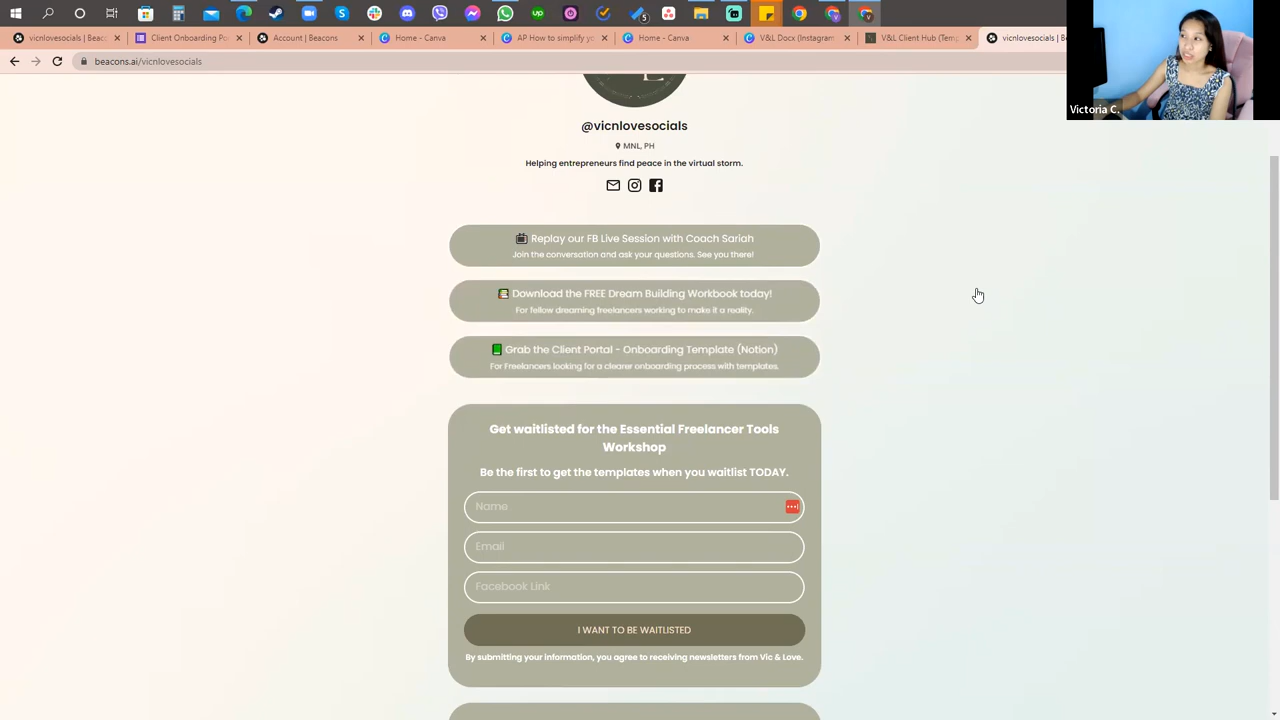 5
vicnlovesocials | Beac
Client Onboarding Po
Account | Beacons
Home - Canva
AP How to simplify yo
Home - Canva
V&L Docx (Instagram
V&L Client Hub (Temp
vicnlovesocials | Be
beacons.ai/vicnlovesocials
Victoria C.
@vicnlovesocials
MNL, PH
Helping entrepreneurs find peace in the virtual storm.
Replay our FB Live Session with Coach Sariah
Join the conversation and ask your questions. See you there!
Download the FREE Dream Building Workbook today!
For fellow dreaming freelancers working to make it a reality.
Grab the Client Portal - Onboarding Template (Notion)
For Freelancers looking for a clearer onboarding process with templates.
Get waitlisted for the Essential Freelancer Tools
Workshop
Be the first to get the templates when you waitlist TODAY.
Name
Email
Facebook Link
I WANT TO BE WAITLISTED
By submitting your information, you agree to receiving newsletters from Vic & Love.